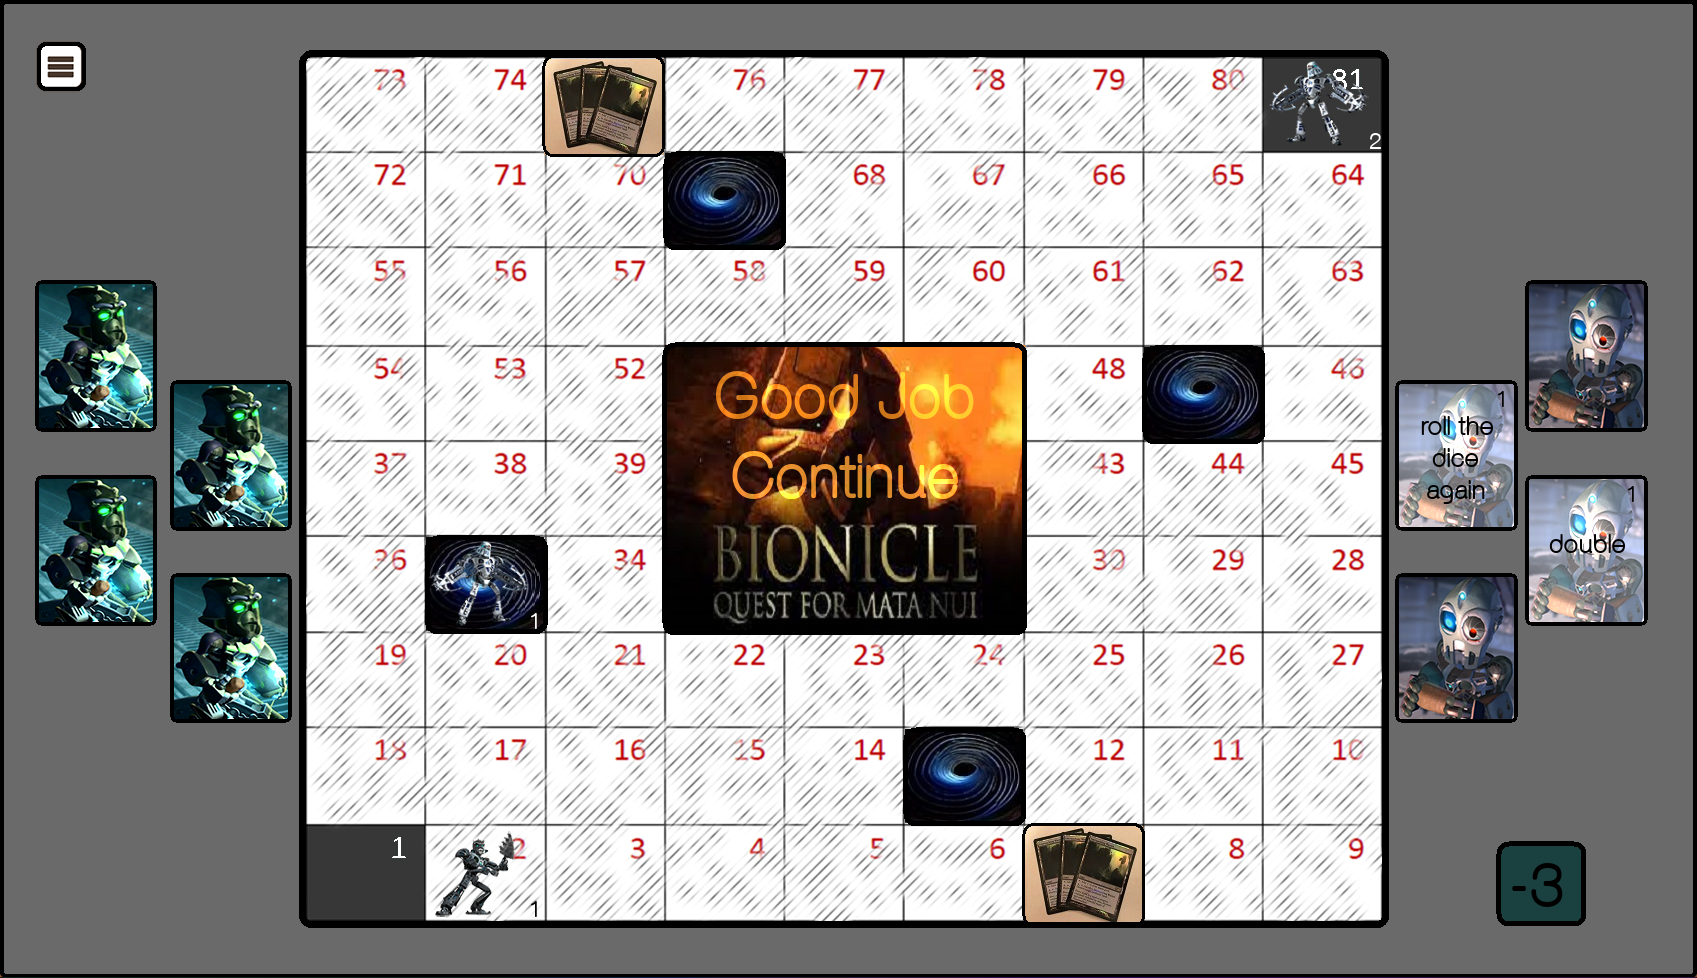 73 74 76 77 78 79 80 81
2
72 71 70 68 67 66 65 64
55 56 57 58 59 60 61 62 63
54 53 52 48 46
Good Job
Continue
37 38 39 43 44 45
BIONICLE
QUEST FOR MATA NUI
36 34 30 29 28
1
19 20 21 22 23 24 25 26 27
18 17 16 15 14 12 11 10
1 2 3 4 5 6 8 9
1
1
roll the
dice
again
1
double
-3